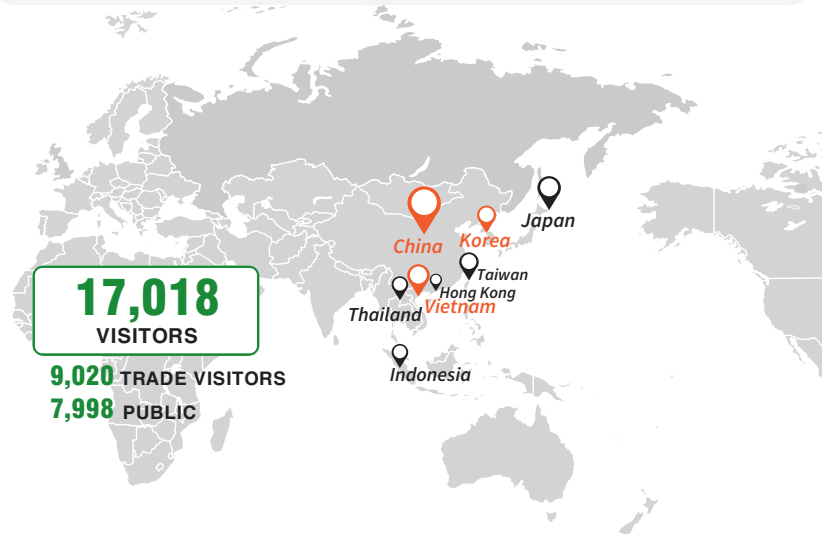 17,018
VISITORS
9,020 TRADE VISITORS
7,998 PUBLIC
China
Korea
Japan
Taiwan
Hong Kong
Vietnam
Thailand
Indonesia